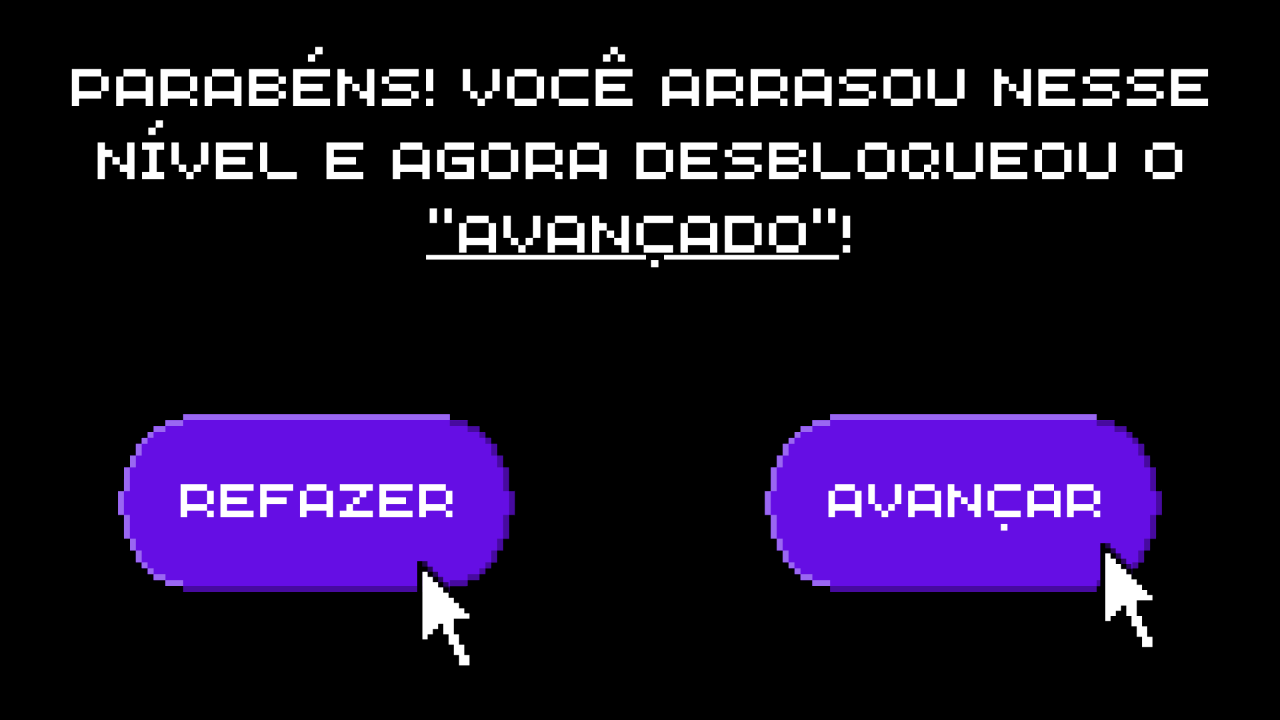 PARABÉNS! VOCÊ ARRASOU NESSE
NÍVEL E AGORA DESBLOQUEOU O
"AVANÇADO"!
REFAZER
AVANÇAR